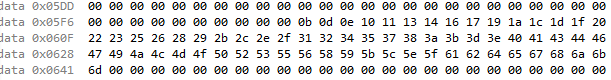 data 0x05DD 00 00 00 00 00 00 00 00 00 00 00 00 00 00 00 00 00 00 00 00 00 00 00 00 00
data 0x05F6 00 00 00 00 00 00 00 00 00 00 0b 0d 0e 10 11 13 14 16 17 19 1a 1c 1d 1f 20
data 0x060F 22 23 25 26 28 29 2b 2c 2e 2f 31 32 34 35 37 38 3a 3b 3d 3e 40 41 43 44 46
data 0x0628 47 49 4a 4c 4d 4f 50 52 53 55 56 58 59 5b 5c 5e 5f 61 62 64 65 67 68 6a 6b
data 0x0641 6d 00 00 00 00 00 00 00 00 00 00 00 00 00 00 00 00 00 00 00 00 00 00 00 00